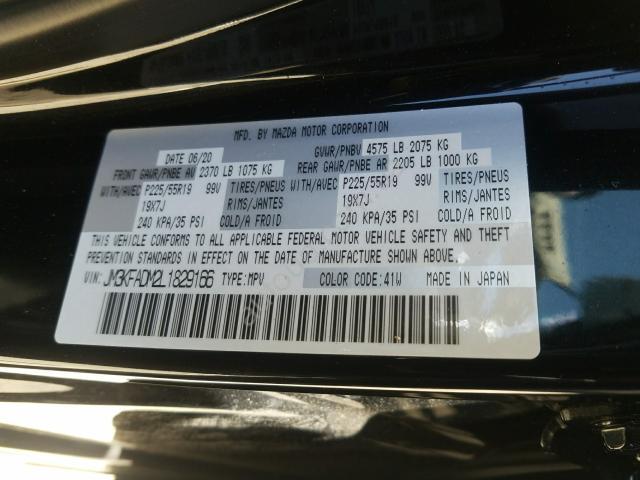 MFD. BY MAZDA MOTOR CORPORATION
DATE 06/20 GVWR/PNBV 4575 LB 2075 KG
FRONT GAWR/PNBE AV 2370 LB 1075 KG REAR GAWR/PNBE AR 2205 LB 1000 KG
WITH/AVEC P225/55R19 99V TIRES/PNEUS WITH/AVEC P225/55R19 99V TIRES/PNEUS
19X7J RIMS/JANTES 19X7J RIMS/JANTES
240 KPA/35 PSI COLD/A FROID 240 KPA/35 PSI COLD/A FROID
THIS VEHICLE CONFORMS TO ALL APPLICABLE FEDERAL MOTOR VEHICLE SAFETY AND THEFT
PREVENTION STANDARDS IN EFFECT ON THE DATE OF MANUFACTURE SHOWN ABOVE.
VIN: JM3KFADM2L1829166 TYPE: MPV COLOR CODE: 41W MADE IN JAPAN